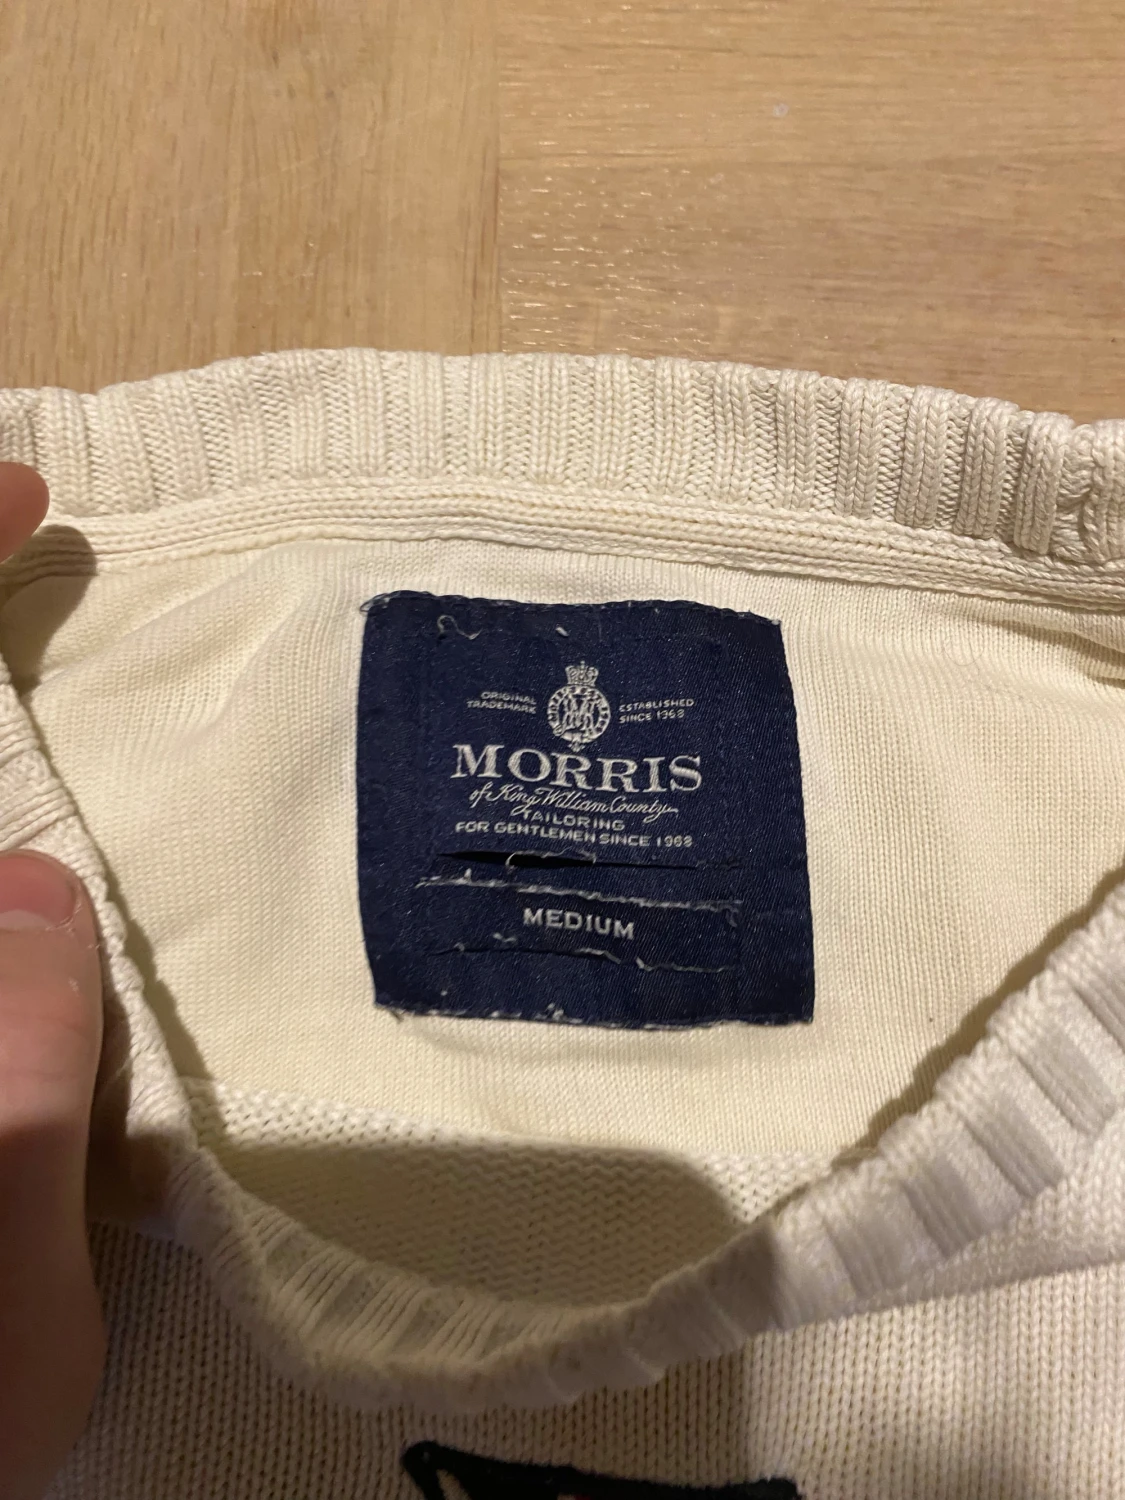 ORIGINAL
TRADEMARK
ESTABLISHED
SINCE 1968
MORRIS
of King William County
TAILORING
FOR GENTLEMEN SINCE 1968
MEDIUM